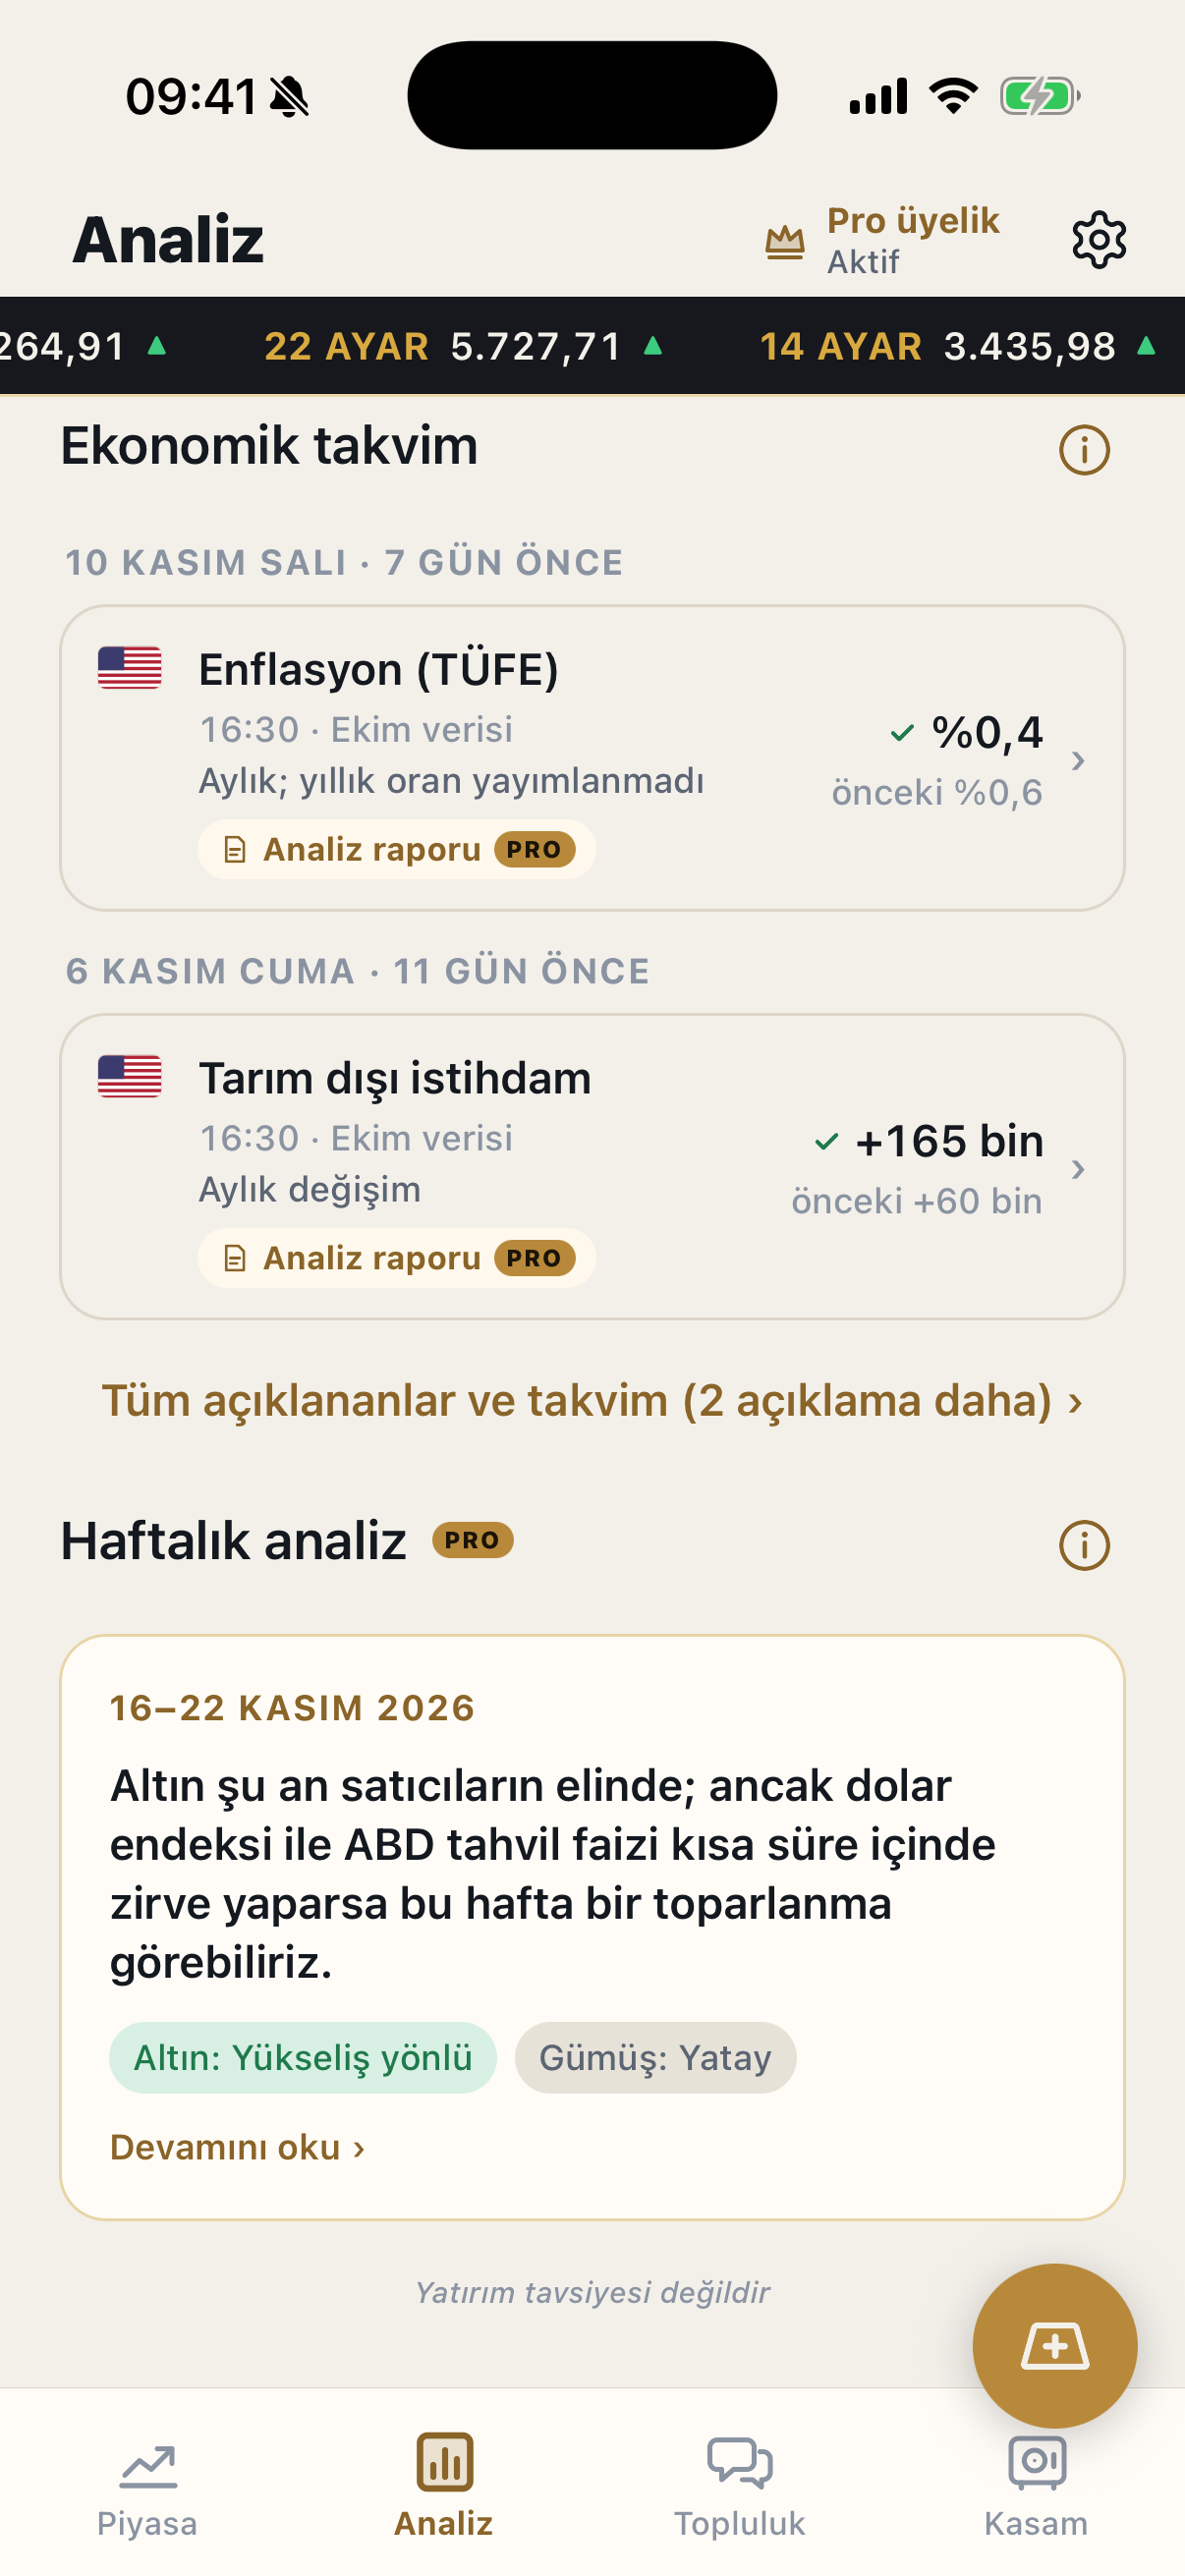 09:41
Analiz
Pro üyelik
Aktif
264,91 ▲ 22 AYAR 5.727,71 ▲ 14 AYAR 3.435,98 ▲
Ekonomik takvim
10 KASIM SALI · 7 GÜN ÖNCE
Enflasyon (TÜFE)
16:30 · Ekim verisi
✓ %0,4
Aylık; yıllık oran yayımlanmadı
önceki %0,6
Analiz raporu PRO
6 KASIM CUMA · 11 GÜN ÖNCE
Tarım dışı istihdam
16:30 · Ekim verisi
✓ +165 bin
Aylık değişim
önceki +60 bin
Analiz raporu PRO
Tüm açıklananlar ve takvim (2 açıklama daha) ›
Haftalık analiz PRO
16–22 KASIM 2026
Altın şu an satıcıların elinde; ancak dolar
endeksi ile ABD tahvil faizi kısa süre içinde
zirve yaparsa bu hafta bir toparlanma
görebiliriz.
Altın: Yükseliş yönlü
Gümüş: Yatay
Devamını oku ›
Yatırım tavsiyesi değildir
Piyasa
Analiz
Topluluk
Kasam